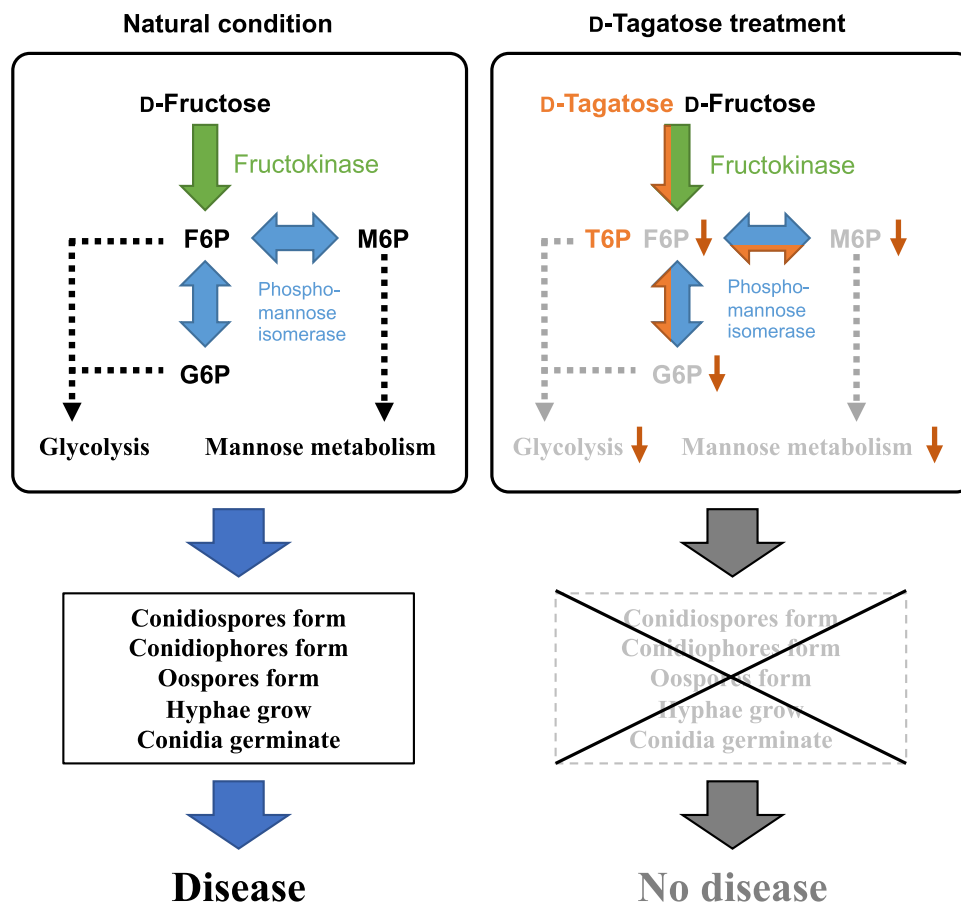 Natural condition
D-Fructose
Fructokinase
F6P
M6P
Phospho-
mannose
isomerase
G6P
Glycolysis
Mannose metabolism
Conidiospores form
Conidiophores form
Oospores form
Hyphae grow
Conidia germinate
Disease
D-Tagatose treatment
D-Tagatose D-Fructose
Fructokinase
T6P F6P
M6P
Phospho-
mannose
isomerase
G6P
Glycolysis
Mannose metabolism
Conidiospores form
Conidiophores form
Oospores form
Hyphae grow
Conidia germinate
No disease